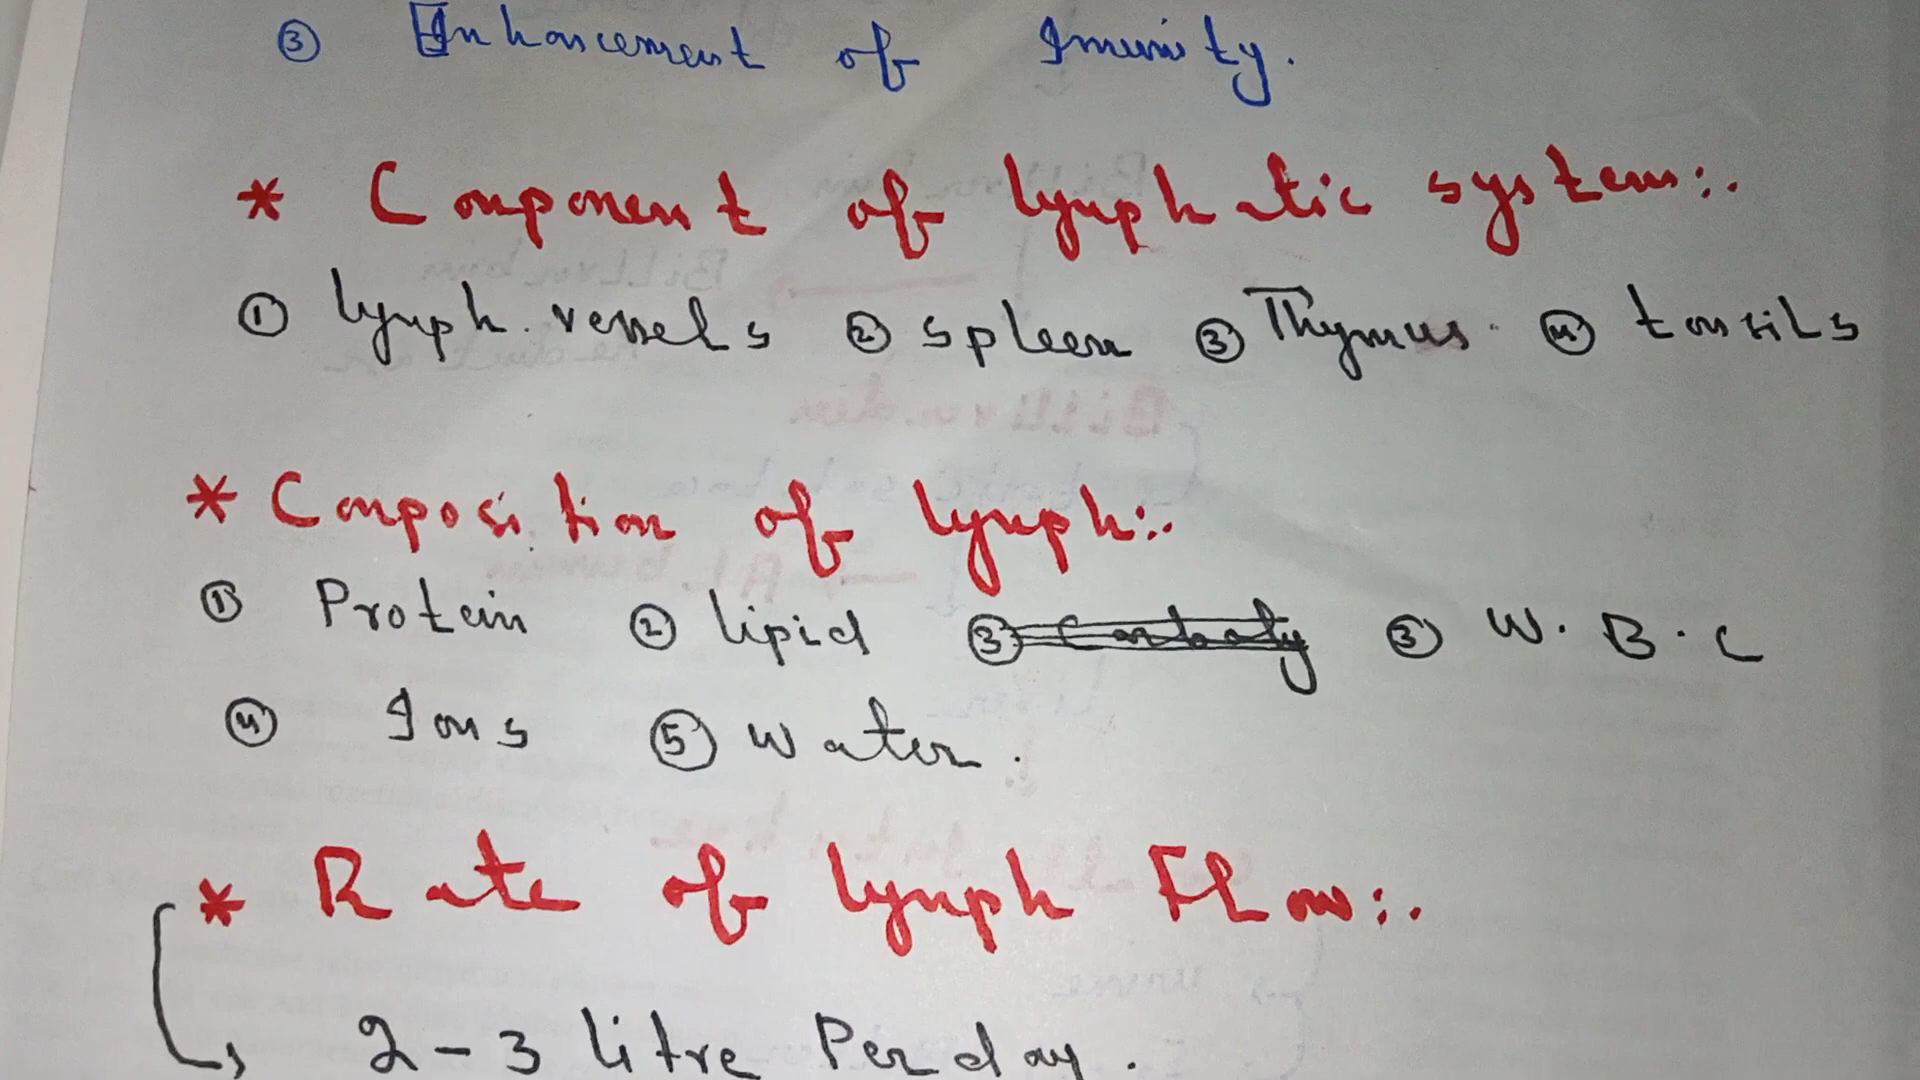 ③ Enhancement of Imunity.
* Component of lymphatic system:.
① lymph vessels ② spleen ③ Thymus. ④ tonsils
* Composition of lymph:.
① Protein ② lipid ③ W.B.C
④ Ions ⑤ water.
* Rate of lymph Flow:.
2-3 litre Per day.